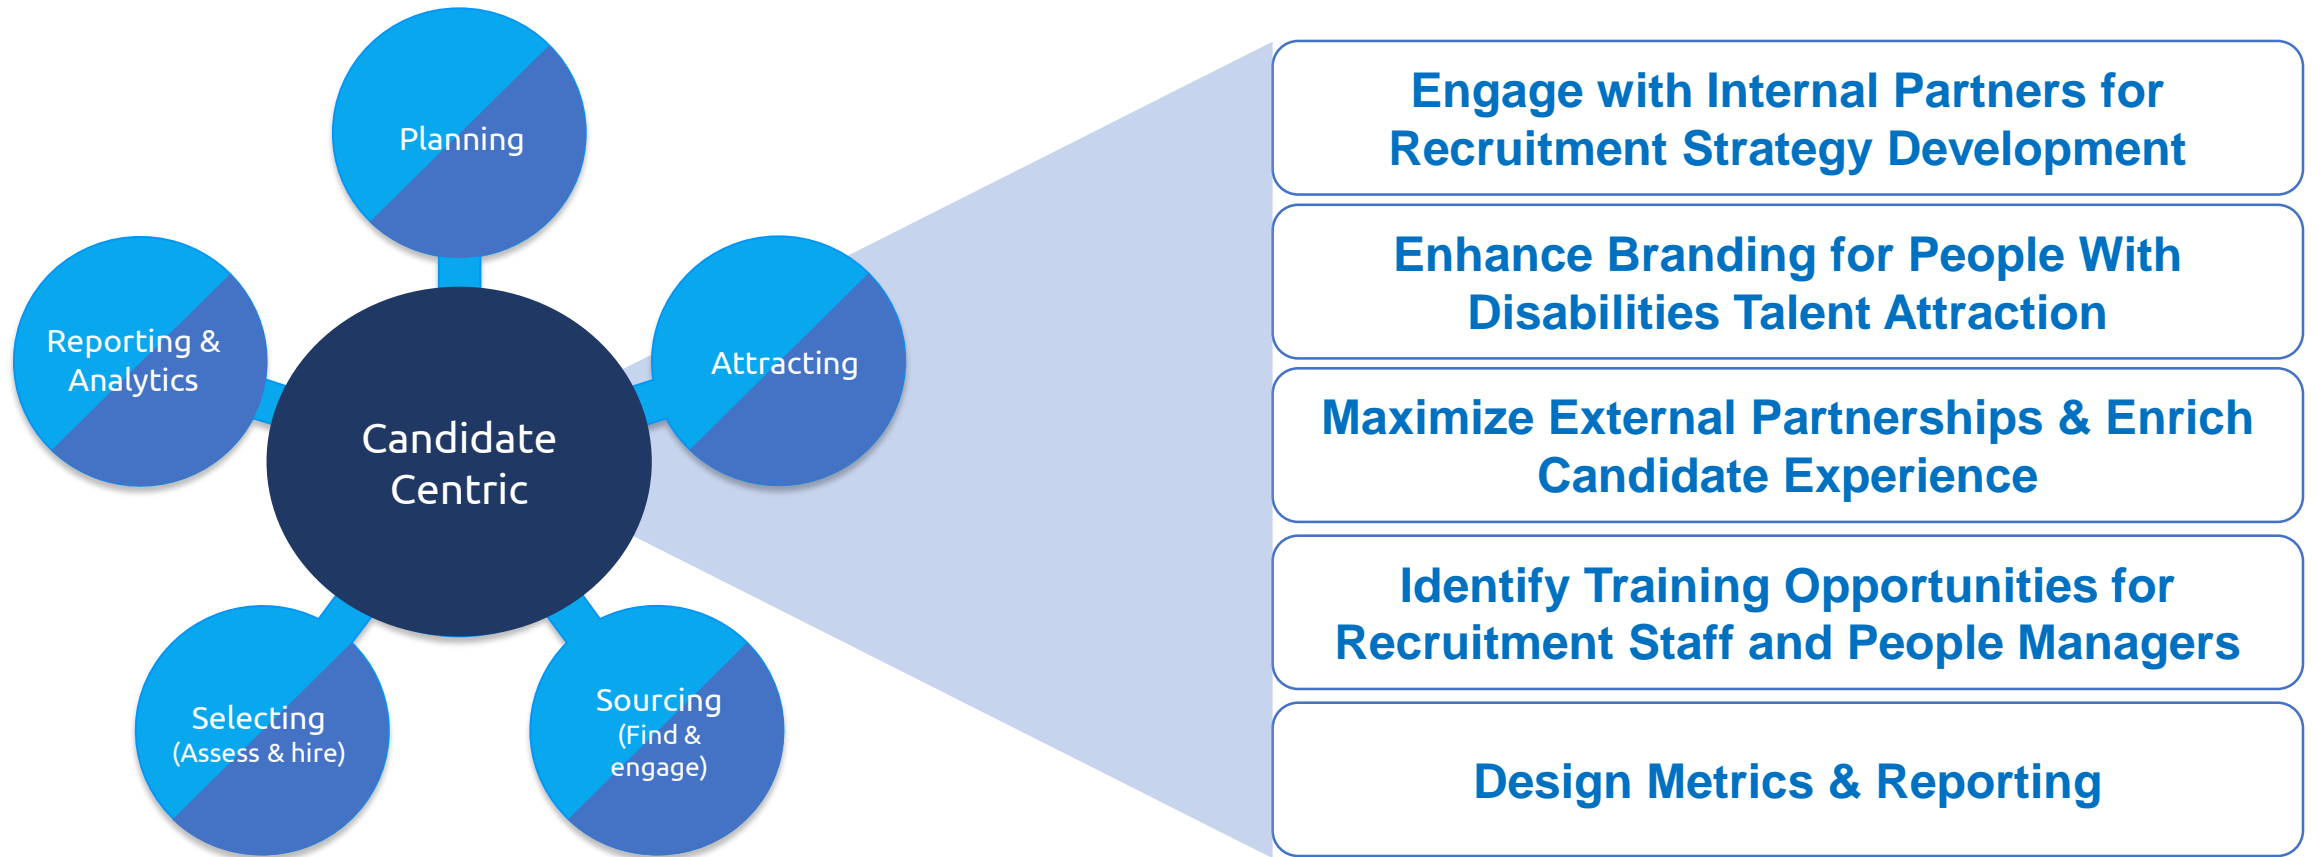 Planning
Attracting
Sourcing
(Find &
engage)
Selecting
(Assess & hire)
Reporting &
Analytics
Candidate
Centric
Engage with Internal Partners for
Recruitment Strategy Development
Enhance Branding for People With
Disabilities Talent Attraction
Maximize External Partnerships & Enrich
Candidate Experience
Identify Training Opportunities for
Recruitment Staff and People Managers
Design Metrics & Reporting